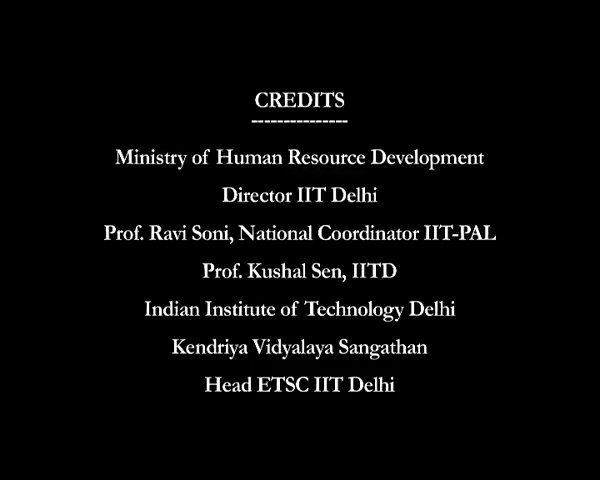 CREDITS
---------------
Ministry of Human Resource Development
Director IIT Delhi
Prof. Ravi Soni, National Coordinator IIT-PAL
Prof. Kushal Sen, IITD
Indian Institute of Technology Delhi
Kendriya Vidyalaya Sangathan
Head ETSC IIT Delhi